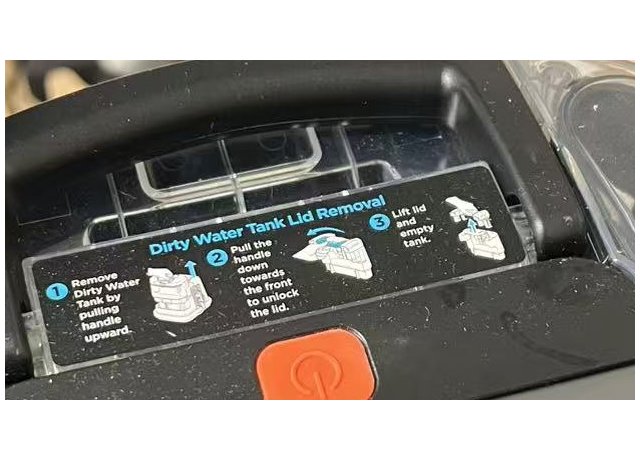 Dirty Water Tank Lid Removal
1 Remove
Dirty Water
Tank by
pulling
handle
upward.
2 Pull the
handle
down
towards
the front
to unlock
the lid.
3 Lift lid
and
empty
tank.